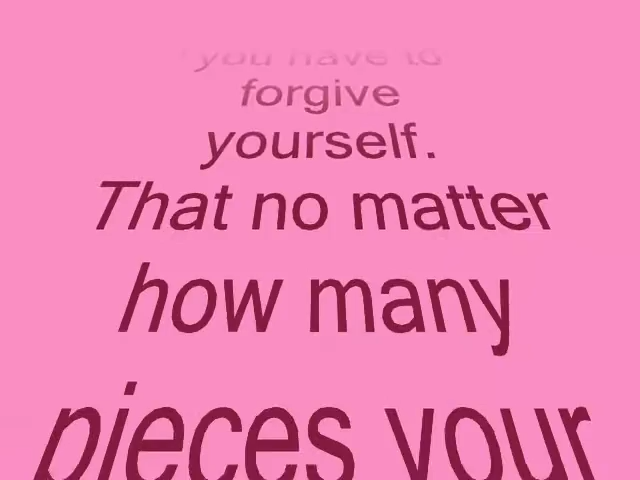 you have to
forgive
yourself.
That no matter
how many
pieces your